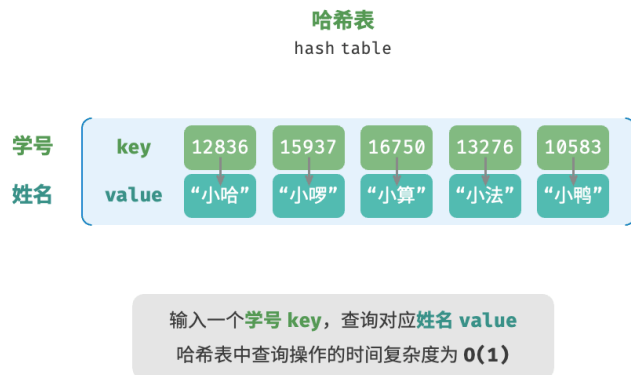 哈希表
hash table
学号 key 12836 15937 16750 13276 10583
姓名 value “小哈” “小啰” “小算” “小法” “小鸭”
输入一个学号 key，查询对应姓名 value
哈希表中查询操作的时间复杂度为 O(1)